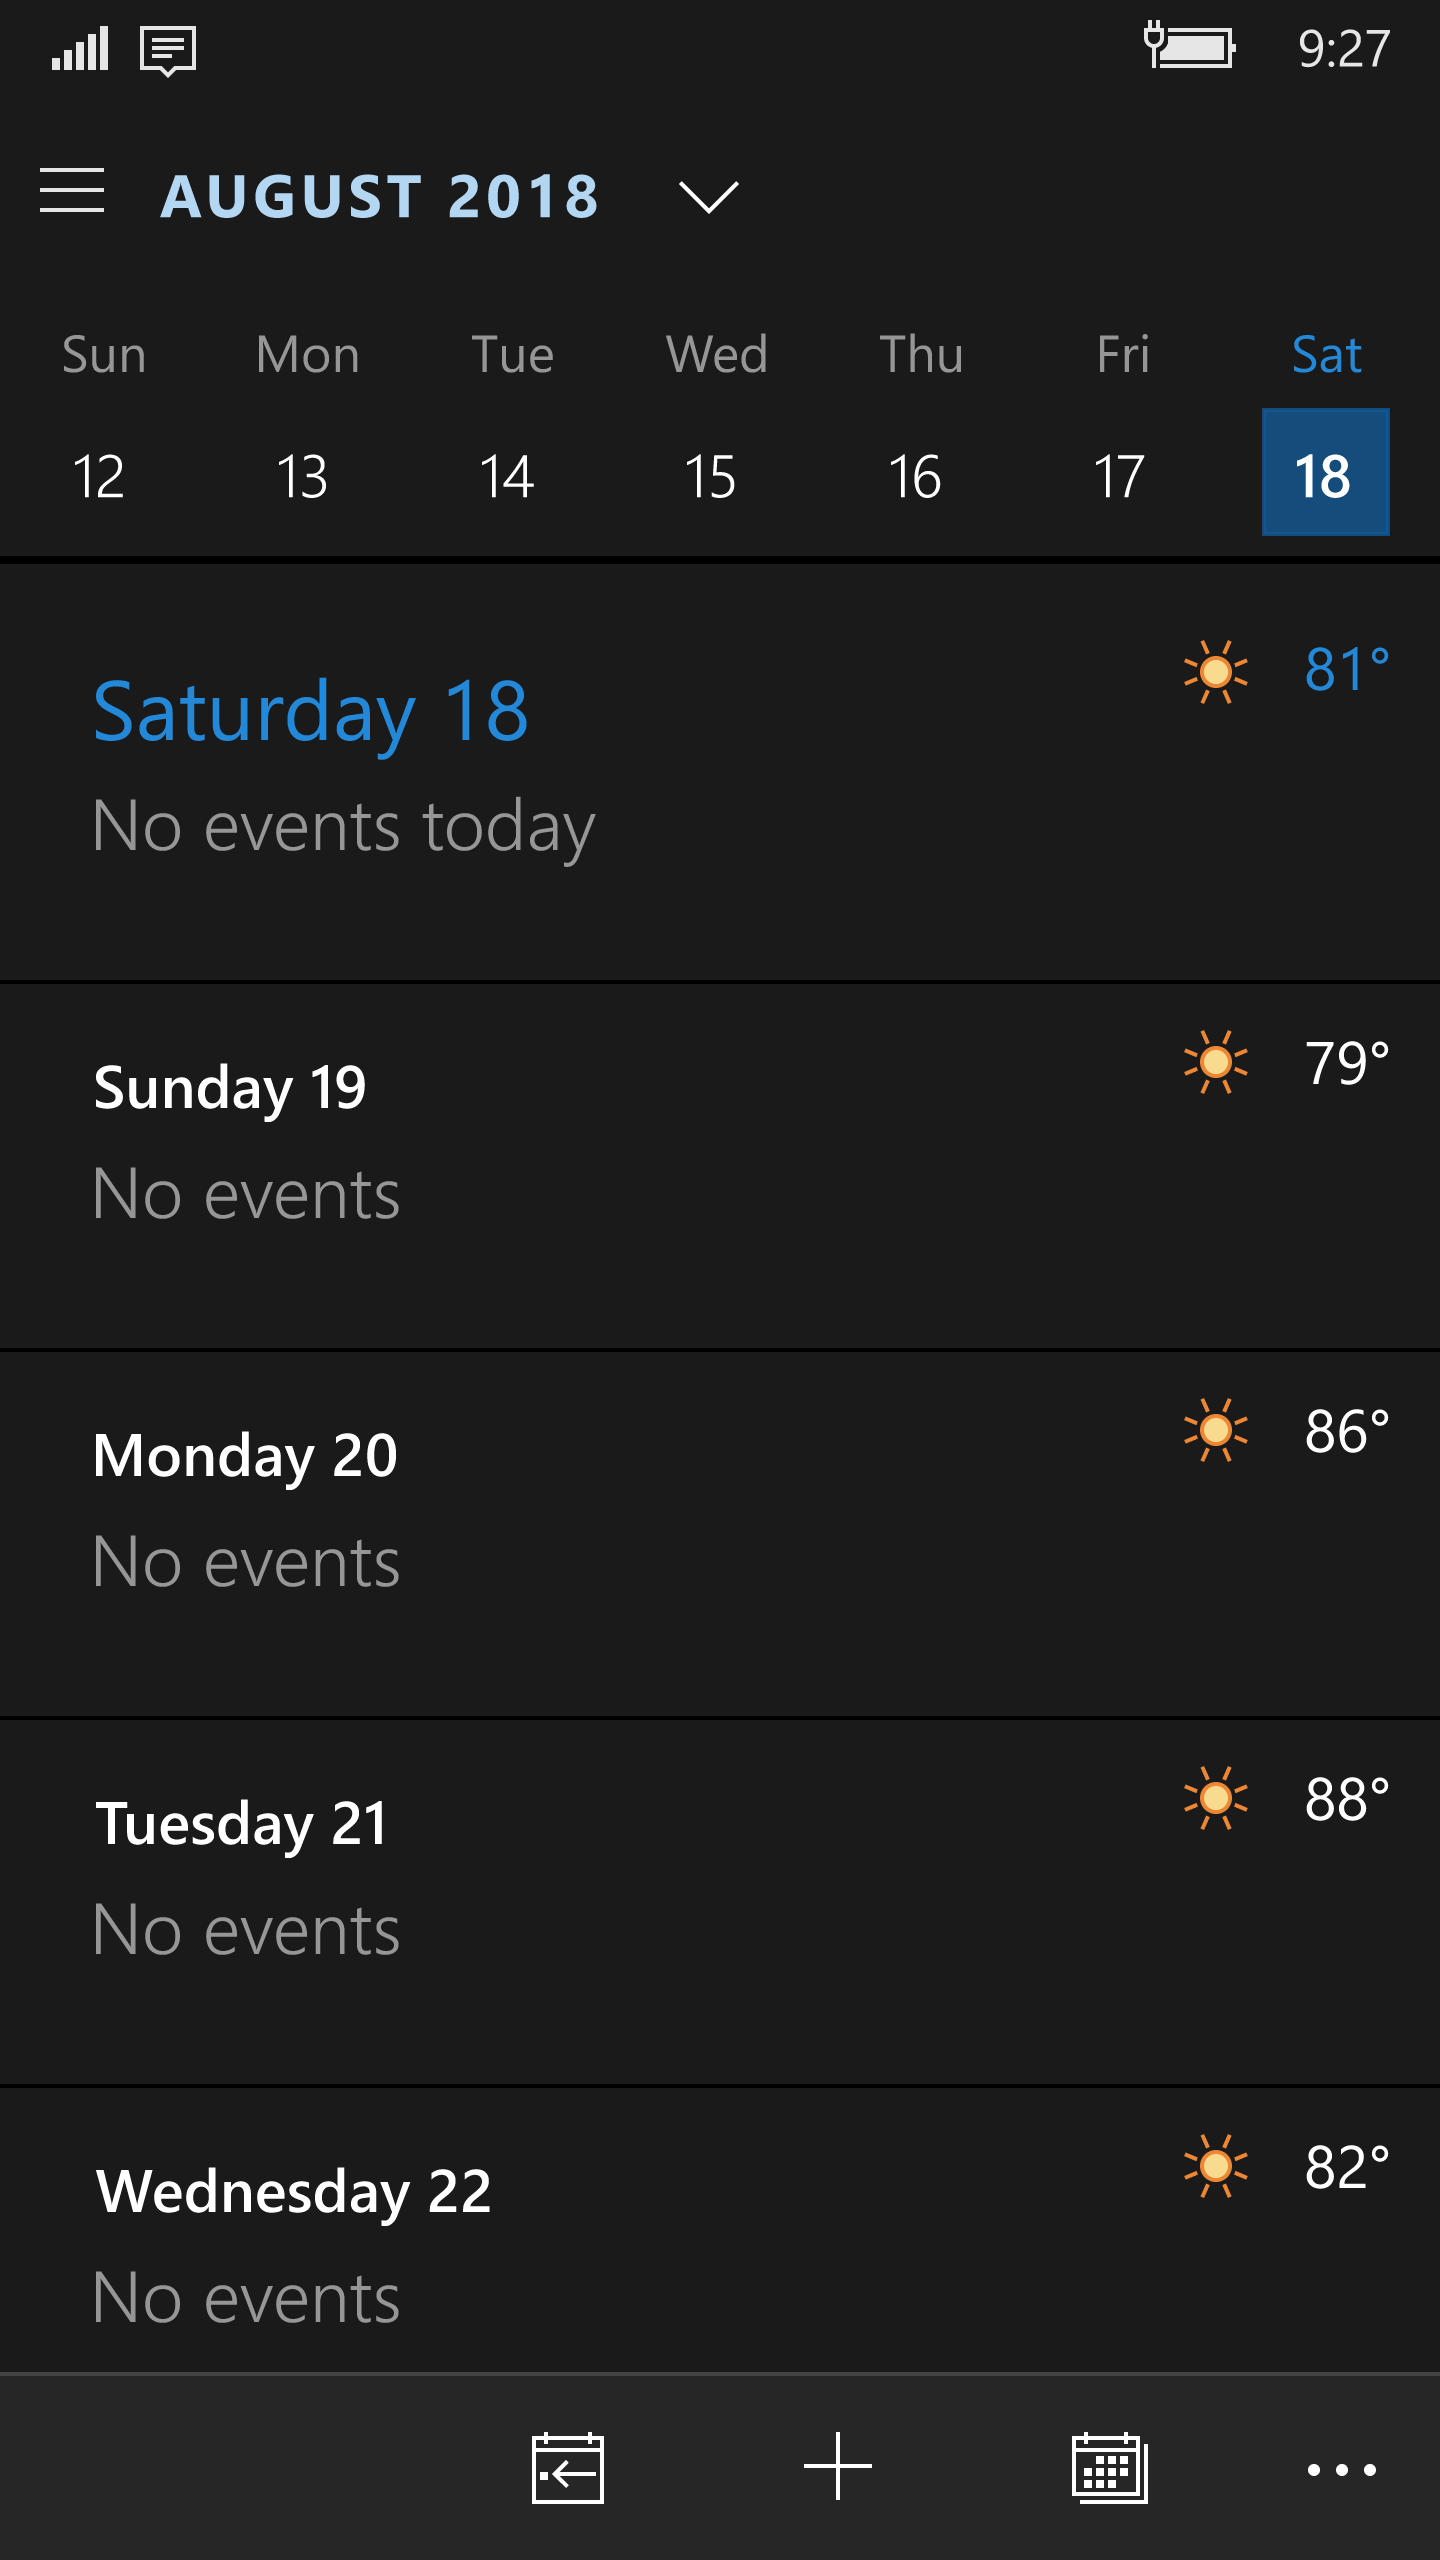 9:27
AUGUST 2018
Sun Mon Tue Wed Thu Fri Sat
12 13 14 15 16 17 18
81°
Saturday 18
No events today
79°
Sunday 19
No events
86°
Monday 20
No events
88°
Tuesday 21
No events
82°
Wednesday 22
No events